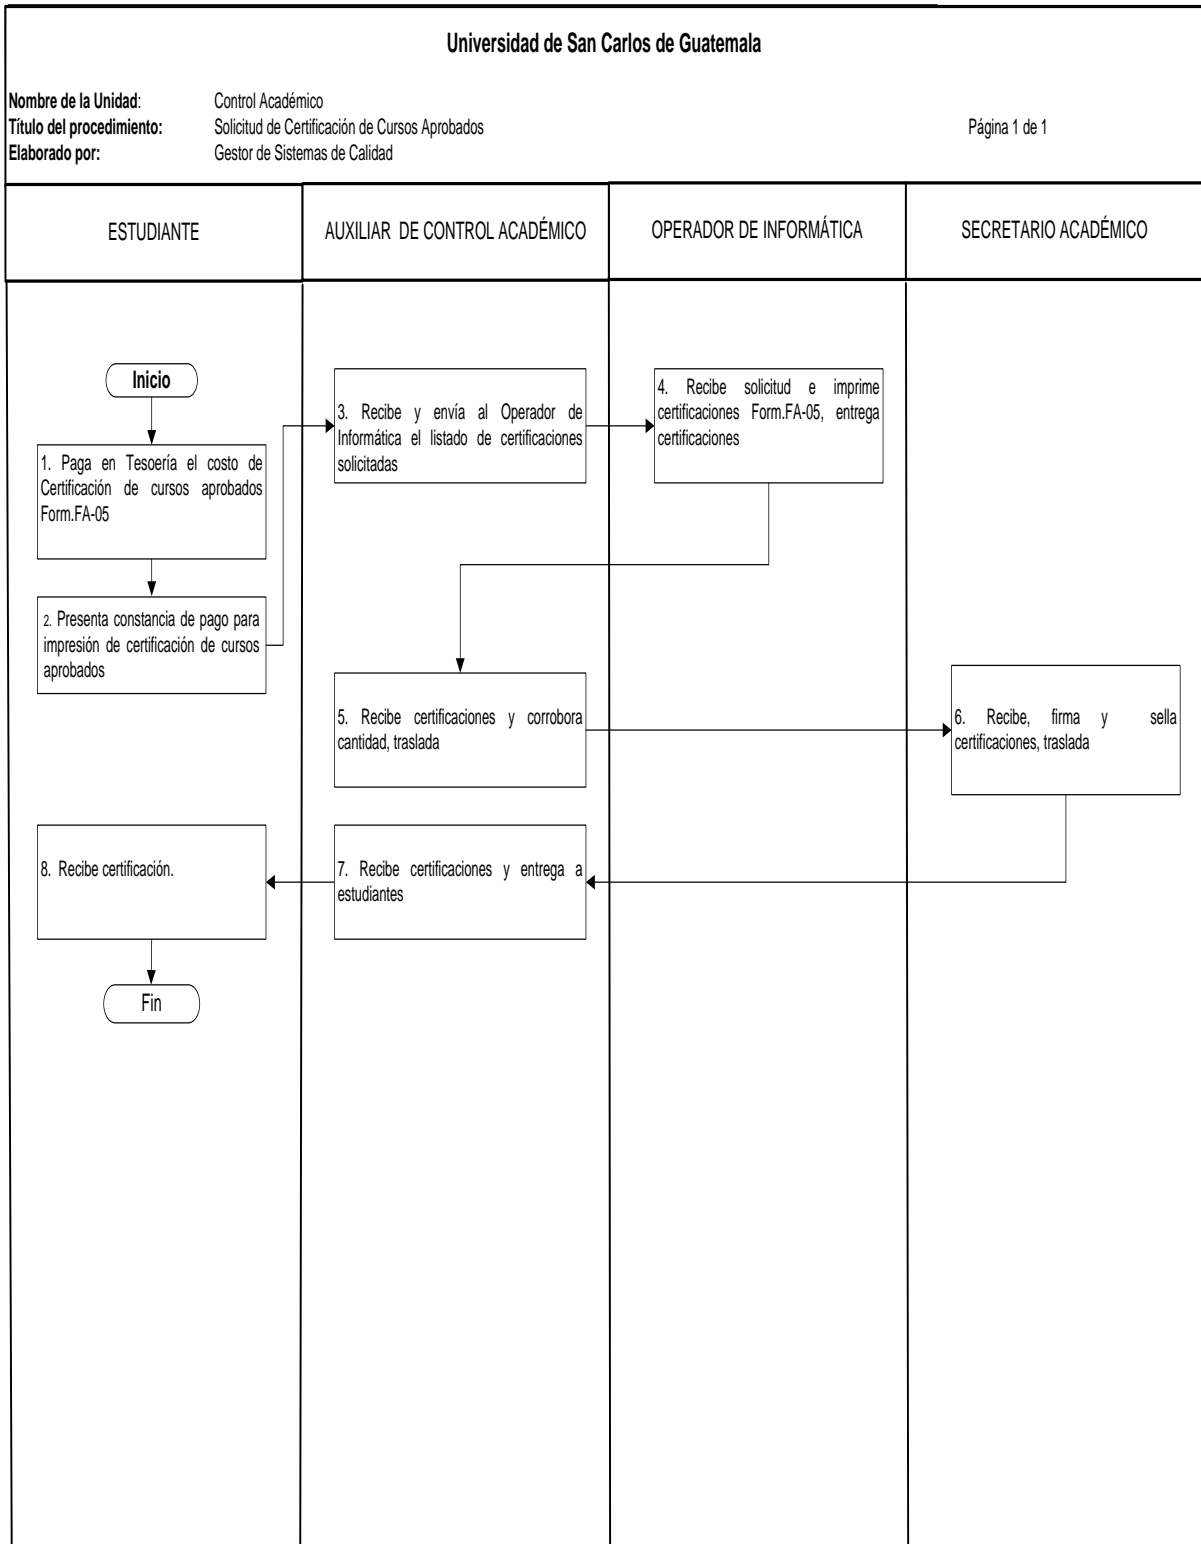 Universidad de San Carlos de Guatemala
Nombre de la Unidad: Control Académico
Título del procedimiento: Solicitud de Certificación de Cursos Aprobados Página 1 de 1
Elaborado por: Gestor de Sistemas de Calidad
ESTUDIANTE
AUXILIAR DE CONTROL ACADÉMICO
OPERADOR DE INFORMÁTICA
SECRETARIO ACADÉMICO
Inicio
1. Paga en Tesoería el costo de
Certificación de cursos aprobados
Form.FA-05
2. Presenta constancia de pago para
impresión de certificación de cursos
aprobados
3. Recibe y envía al Operador de
Informática el listado de certificaciones
solicitadas
4. Recibe solicitud e imprime
certificaciones Form.FA-05, entrega
certificaciones
5. Recibe certificaciones y corrobora
cantidad, traslada
6. Recibe, firma y sella
certificaciones, traslada
7. Recibe certificaciones y entrega a
estudiantes
8. Recibe certificación.
Fin